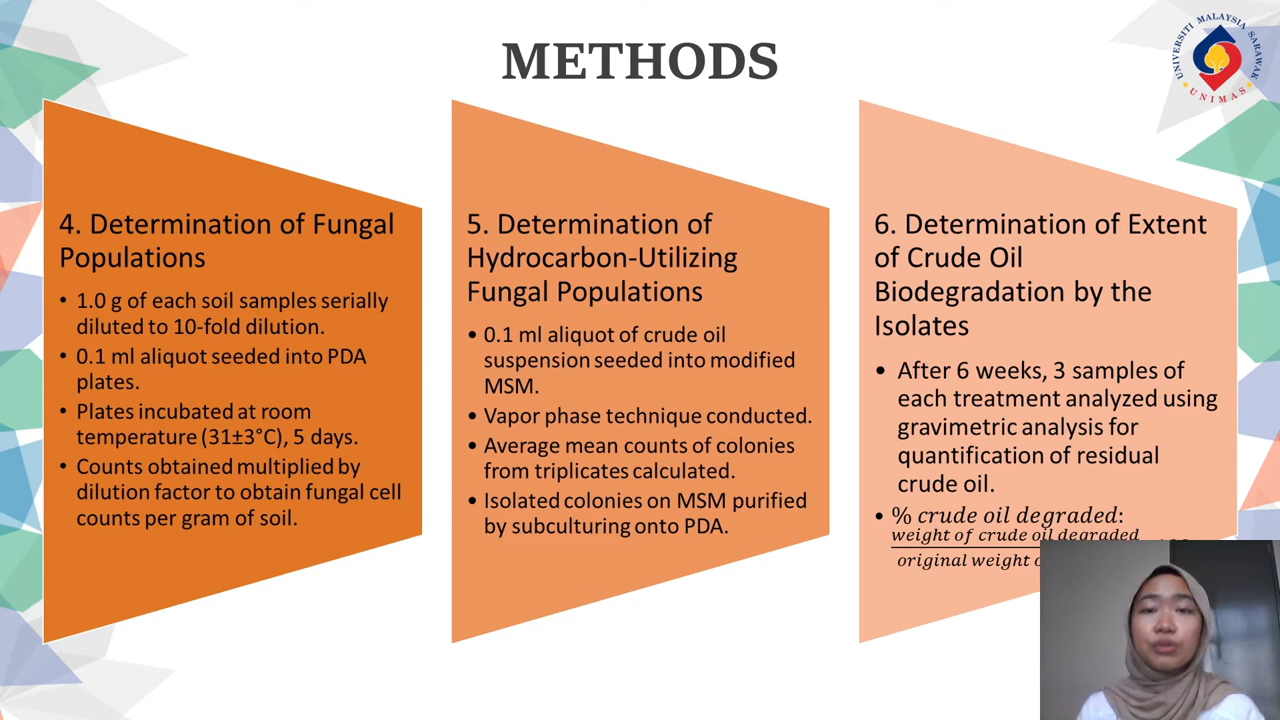 METHODS
UNIVERSITI MALAYSIA SARAWAK
UNIMAS
4. Determination of Fungal
Populations
• 1.0 g of each soil samples serially
diluted to 10-fold dilution.
• 0.1 ml aliquot seeded into PDA
plates.
• Plates incubated at room
temperature (31±3°C), 5 days.
• Counts obtained multiplied by
dilution factor to obtain fungal cell
counts per gram of soil.
5. Determination of
Hydrocarbon-Utilizing
Fungal Populations
• 0.1 ml aliquot of crude oil
suspension seeded into modified
MSM.
• Vapor phase technique conducted.
• Average mean counts of colonies
from triplicates calculated.
• Isolated colonies on MSM purified
by subculturing onto PDA.
6. Determination of Extent
of Crude Oil
Biodegradation by the
Isolates
• After 6 weeks, 3 samples of
each treatment analyzed using
gravimetric analysis for
quantification of residual
crude oil.
• % crude oil degraded:
weight of crude oil degraded
original weight